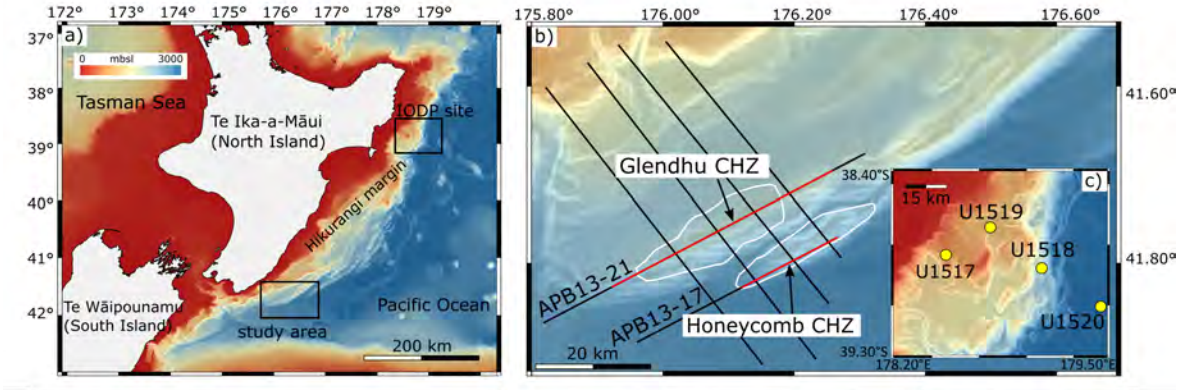 172 173 174 175 176 177 178 179
a)
0 mbsl 3000
37°
38°
39°
40°
41°
42°
Tasman Sea
Te Ika-a-Māui
(North Island)
IODP site
Hikurangi margin
Te Wāipounamu
(South Island)
Pacific Ocean
study area
200 km
175.80 176.00 176.20 176.40 176.60
b)
41.60°
41.80°
Glendhu CHZ
APB13-21
APB13-17
Honeycomb CHZ
20 km
38.40°S
c)
15 km
U1519
U1517
U1518
U1520
39.30°S
178.20°E 179.50°E